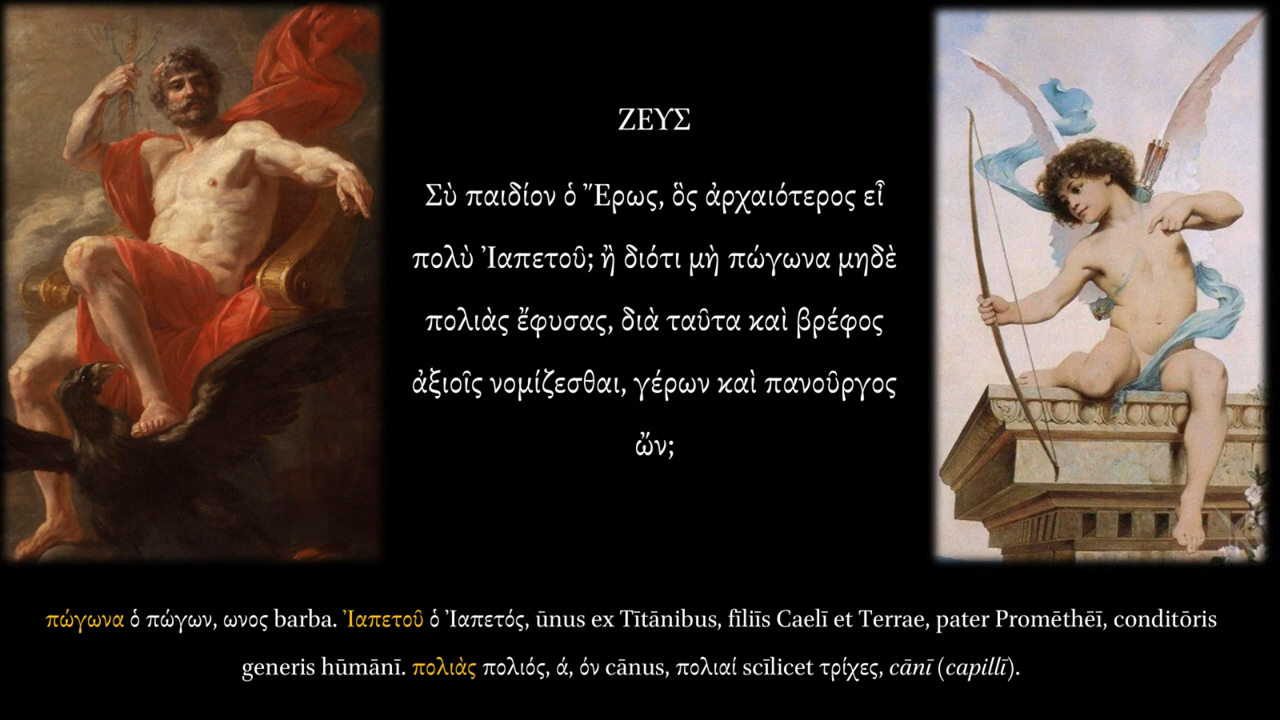 ΖΕΥΣ
Σὺ παιδίον ὁ Ἔρως, ὃς ἀρχαιότερος εἶ
πολὺ Ἰαπετοῦ; ἢ διότι μὴ πώγωνα μηδὲ
πολιὰς ἔφυσας, διὰ ταῦτα καὶ βρέφος
ἀξιοῖς νομίζεσθαι, γέρων καὶ πανοῦργος
ὤν;
πώγωνα ὁ πώγων, ωνος barba. Ἰαπετοῦ ὁ Ἰαπετός, ūnus ex Tītānibus, fīliīs Caelī et Terrae, pater Promēthēī, conditōris
generis hūmānī. πολιὰς πολιός, ά, όν cānus, πολιαί scīlicet τρίχες, cānī (capillī).